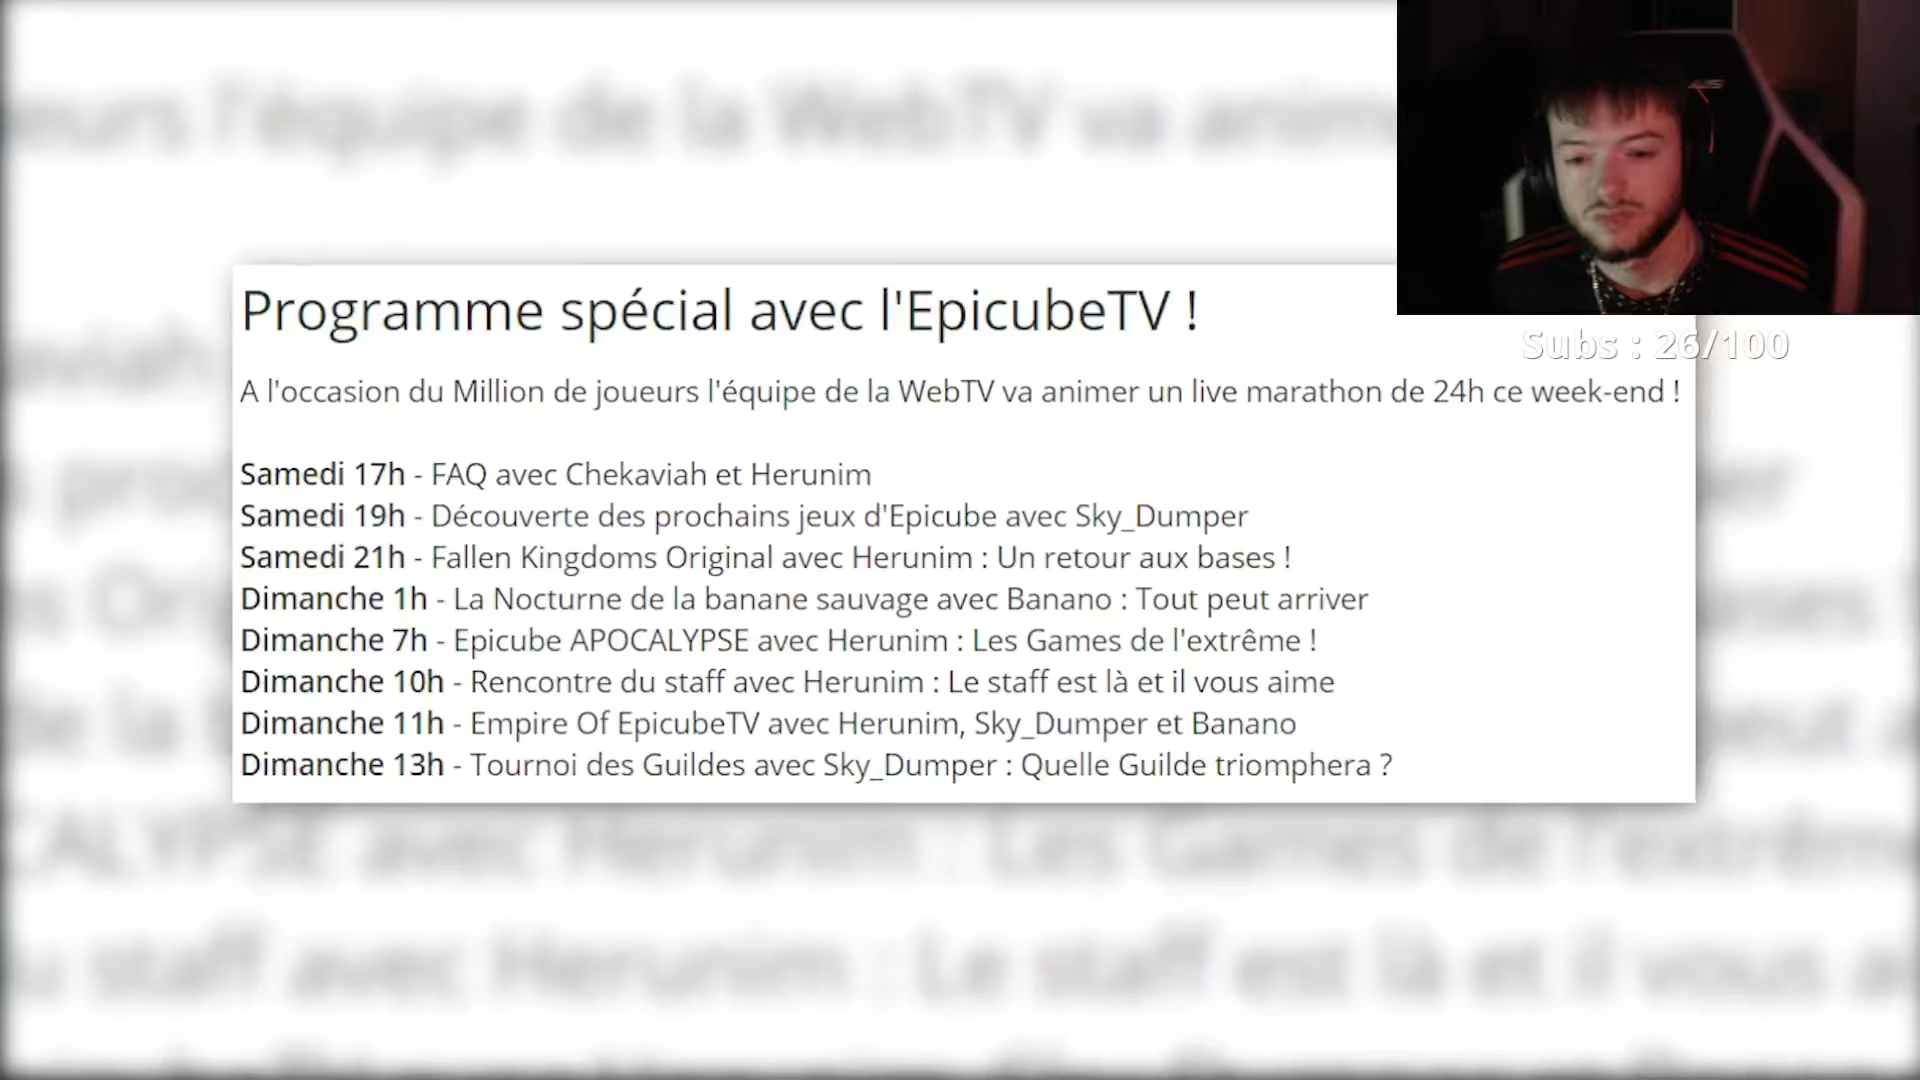 Programme spécial avec l'EpicubeTV !
Subs : 26/100
A l'occasion du Million de joueurs l'équipe de la WebTV va animer un live marathon de 24h ce week-end !
Samedi 17h - FAQ avec Chekaviah et Herunim
Samedi 19h - Découverte des prochains jeux d'Epicube avec Sky_Dumper
Samedi 21h - Fallen Kingdoms Original avec Herunim : Un retour aux bases !
Dimanche 1h - La Nocturne de la banane sauvage avec Banano : Tout peut arriver
Dimanche 7h - Epicube APOCALYPSE avec Herunim : Les Games de l'extrême !
Dimanche 10h - Rencontre du staff avec Herunim : Le staff est là et il vous aime
Dimanche 11h - Empire Of EpicubeTV avec Herunim, Sky_Dumper et Banano
Dimanche 13h - Tournoi des Guildes avec Sky_Dumper : Quelle Guilde triomphera ?